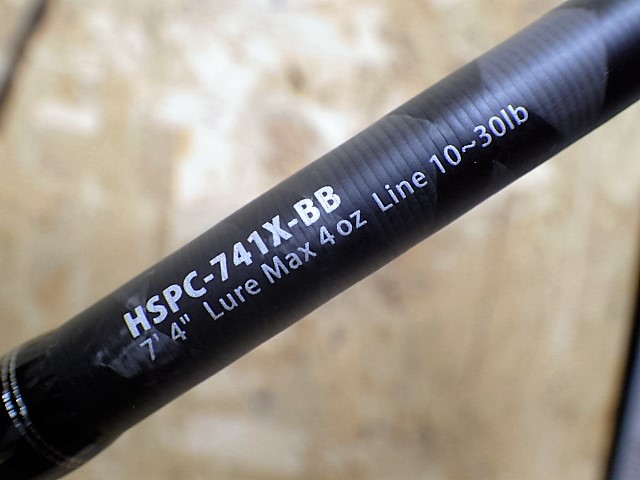 HSPC-741X-BB
7' 4" Lure Max 4oz Line 10~30lb